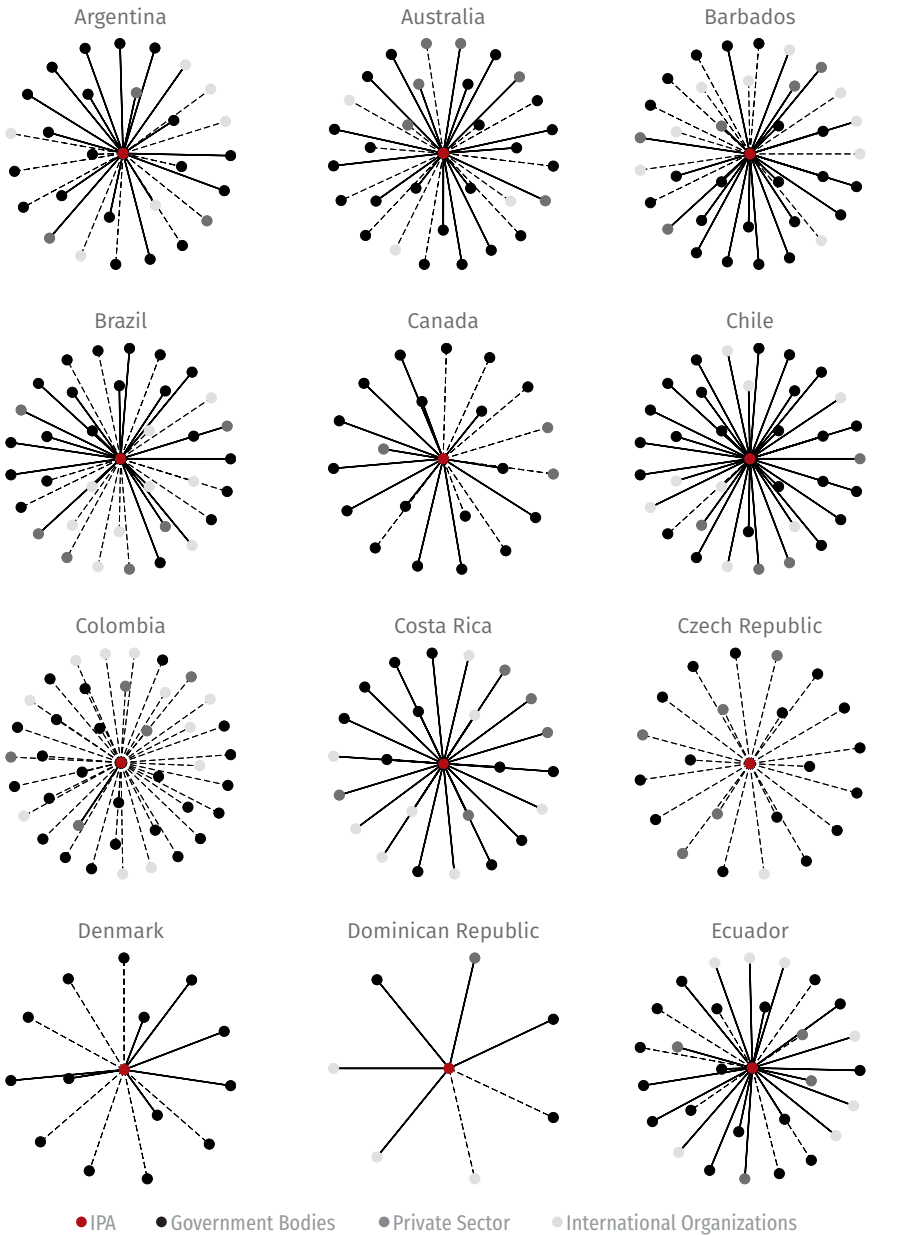 Argentina Australia Barbados
Brazil Canada Chile
Colombia Costa Rica Czech Republic
Denmark Dominican Republic Ecuador
IPA Government Bodies Private Sector International Organizations